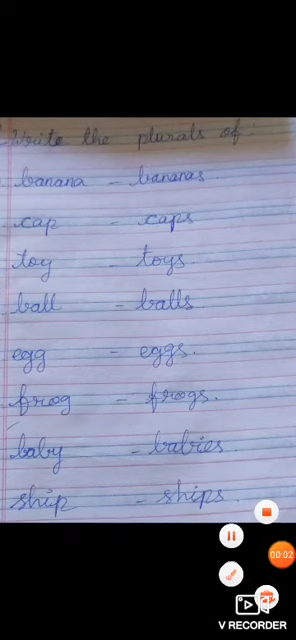 Write the plurals of :
banana - bananas
cap - caps
toy - toys
ball - balls
egg - eggs.
frog - frogs.
baby - babies
ship - ships.
00:02
V RECORDER